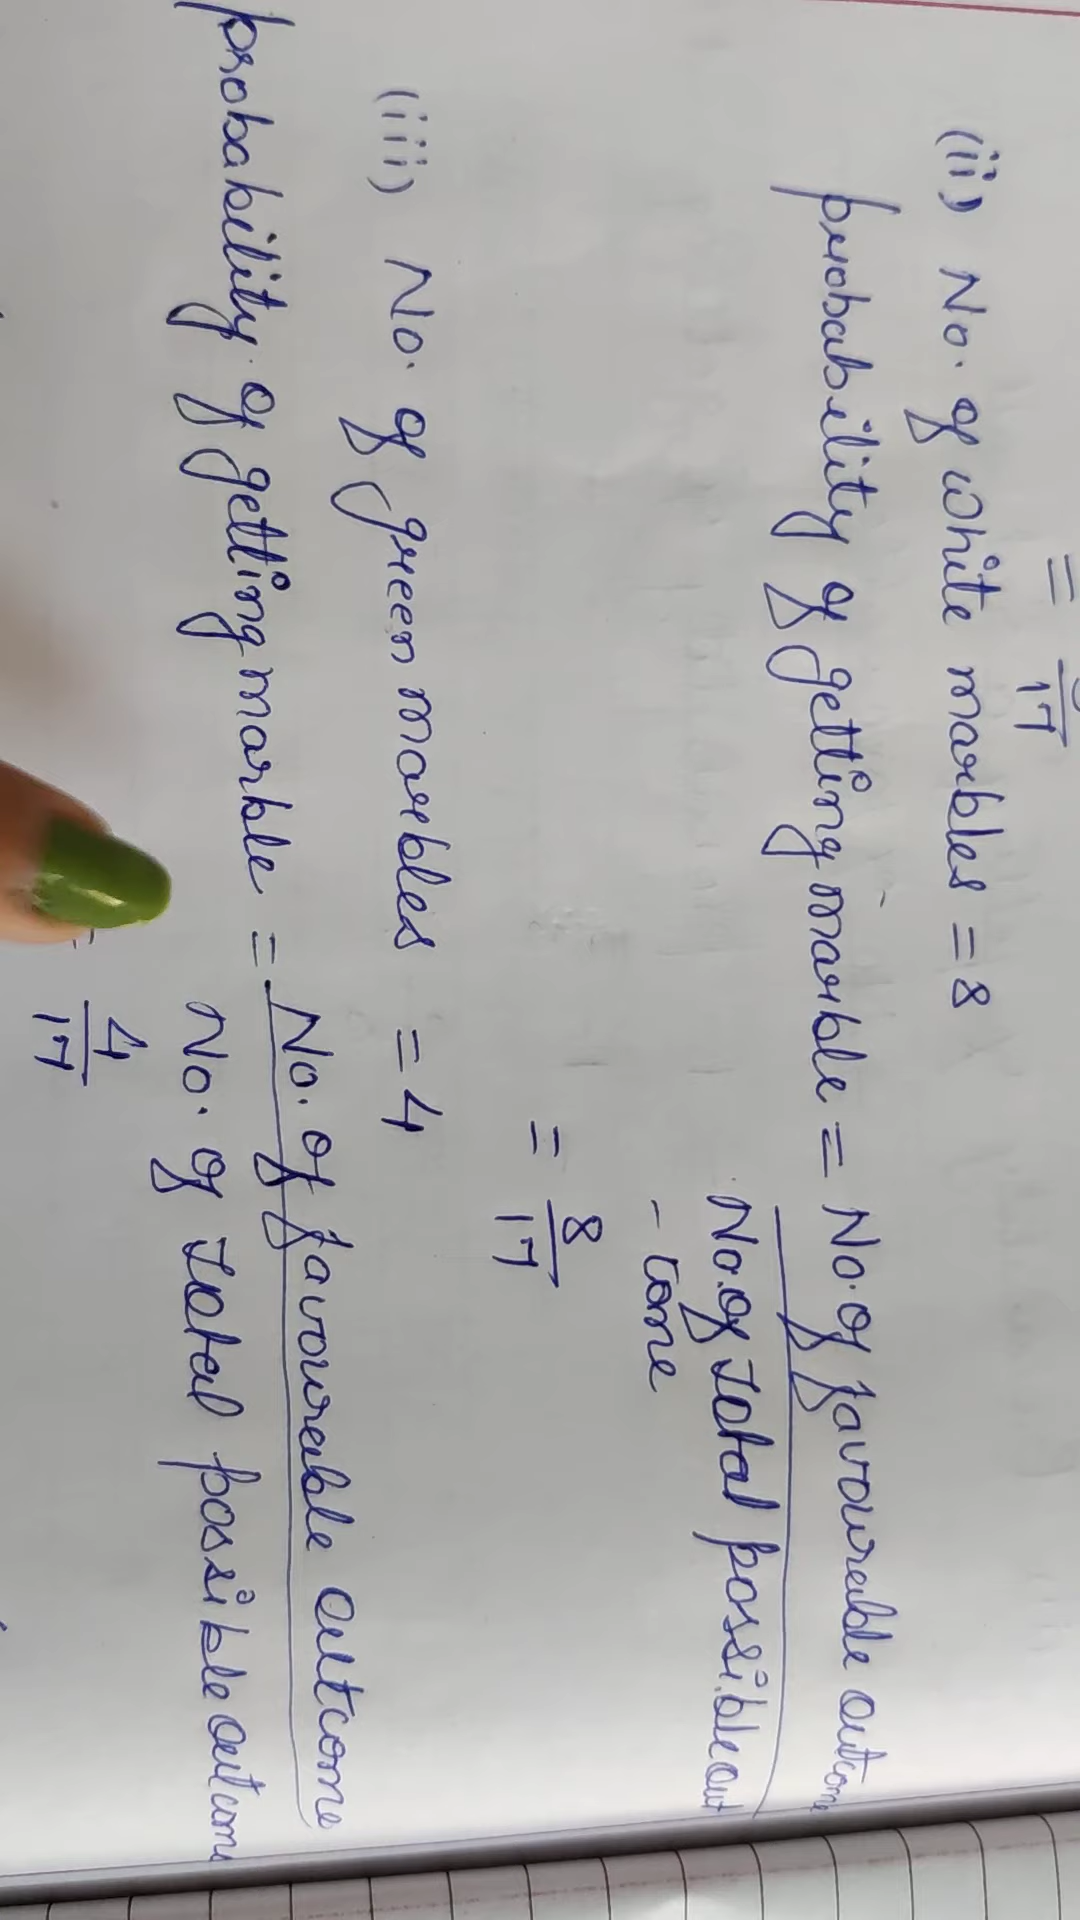 = /17
(ii) No. of white marbles = 8
probability of getting marble = No. of favourable outcome
No. of Total possible out
- come
= 8/17
(iii) No. of green marbles = 4
probability of getting marble = No. of favourable outcome
No. of Total possible outcome
= 4/17